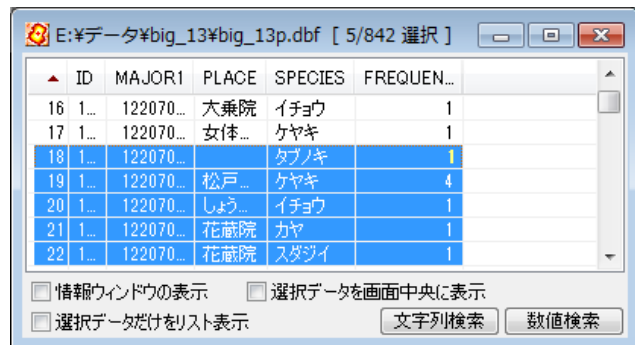 E:¥データ¥big_13¥big_13p.dbf [ 5/842 選択 ]
ID MAJOR1 PLACE SPECIES FREQUEN...
16 1... 122070... 大乗院 イチョウ 1
17 1... 122070... 女体... ケヤキ 1
18 1... 122070... タブノキ 1
19 1... 122070... 松戸... ケヤキ 4
20 1... 122070... しょう... イチョウ 1
21 1... 122070... 花蔵院 カヤ 1
22 1... 122070... 花蔵院 スダジイ 1
情報ウィンドウの表示 選択データを画面中央に表示
選択データだけをリスト表示 文字列検索 数値検索